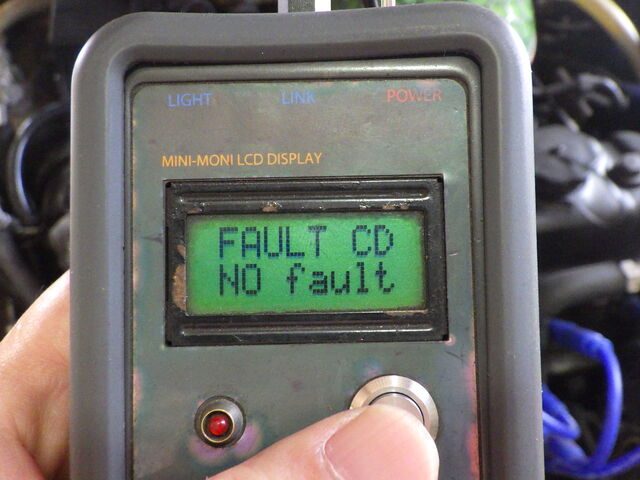 LIGHT LINK POWER
MINI-MONI LCD DISPLAY
FAULT CD
NO fault